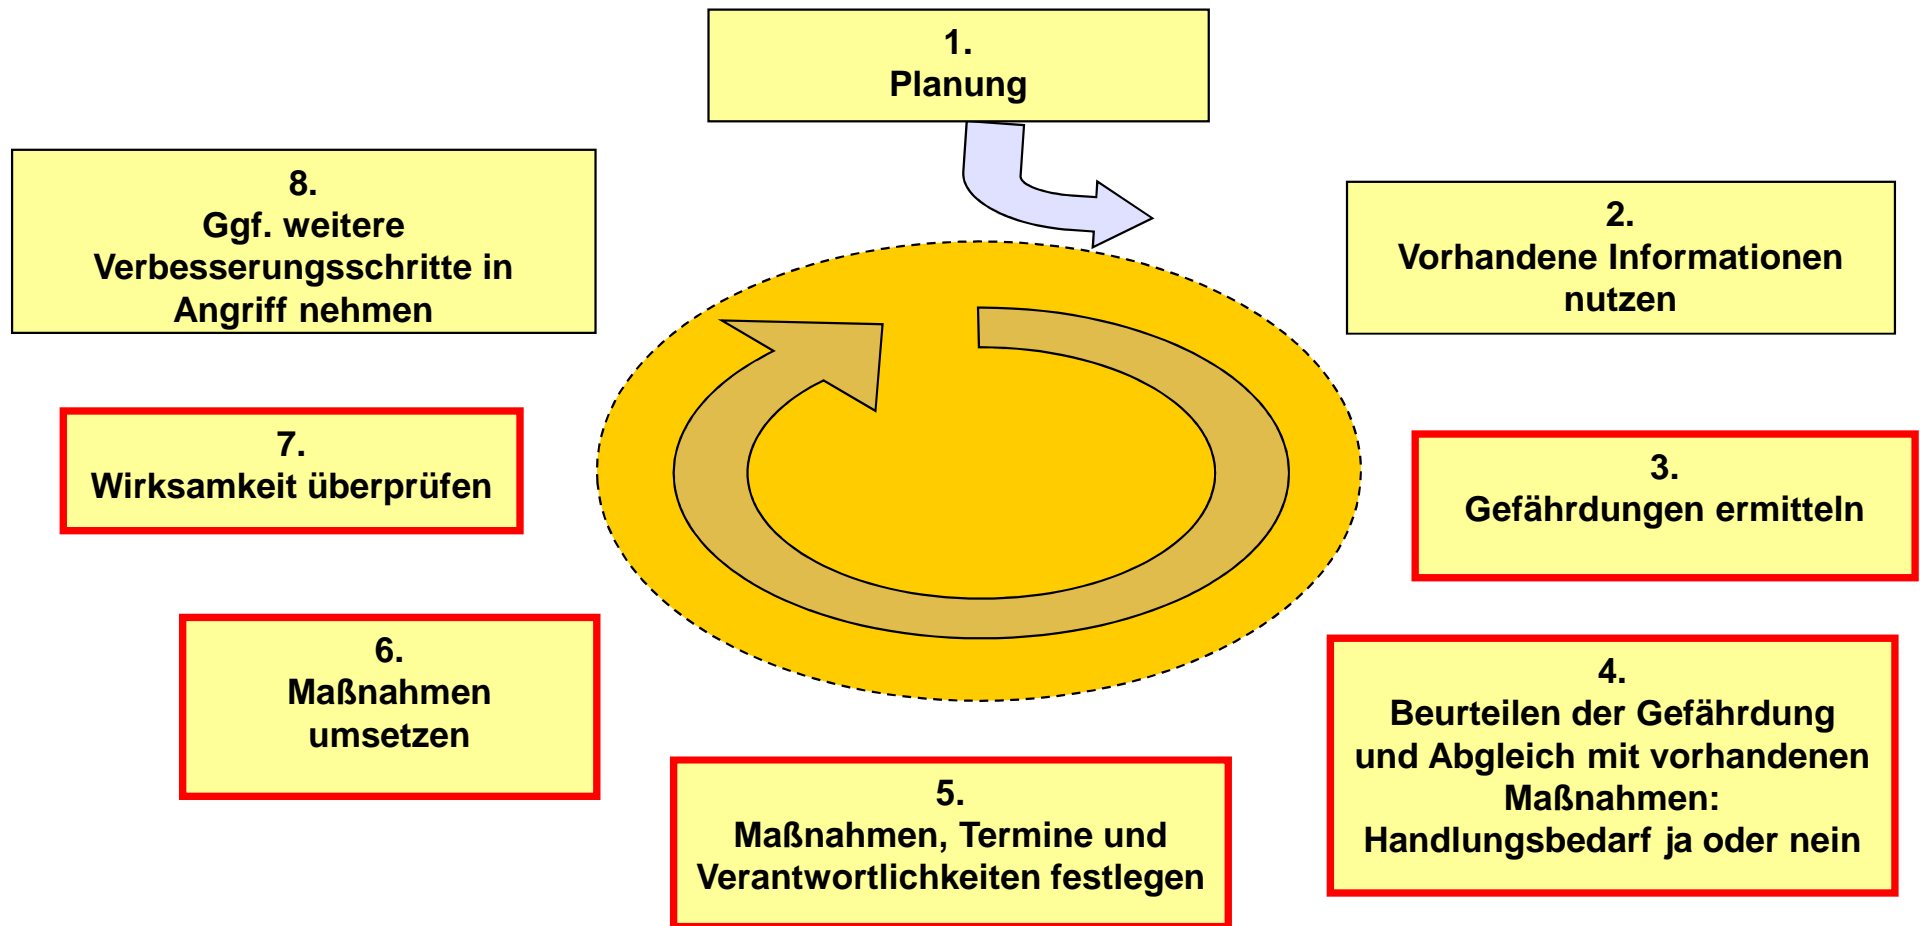 1.
Planung
2.
Vorhandene Informationen
nutzen
3.
Gefährdungen ermitteln
4.
Beurteilen der Gefährdung
und Abgleich mit vorhandenen
Maßnahmen:
Handlungsbedarf ja oder nein
5.
Maßnahmen, Termine und
Verantwortlichkeiten festlegen
6.
Maßnahmen
umsetzen
7.
Wirksamkeit überprüfen
8.
Ggf. weitere
Verbesserungsschritte in
Angriff nehmen